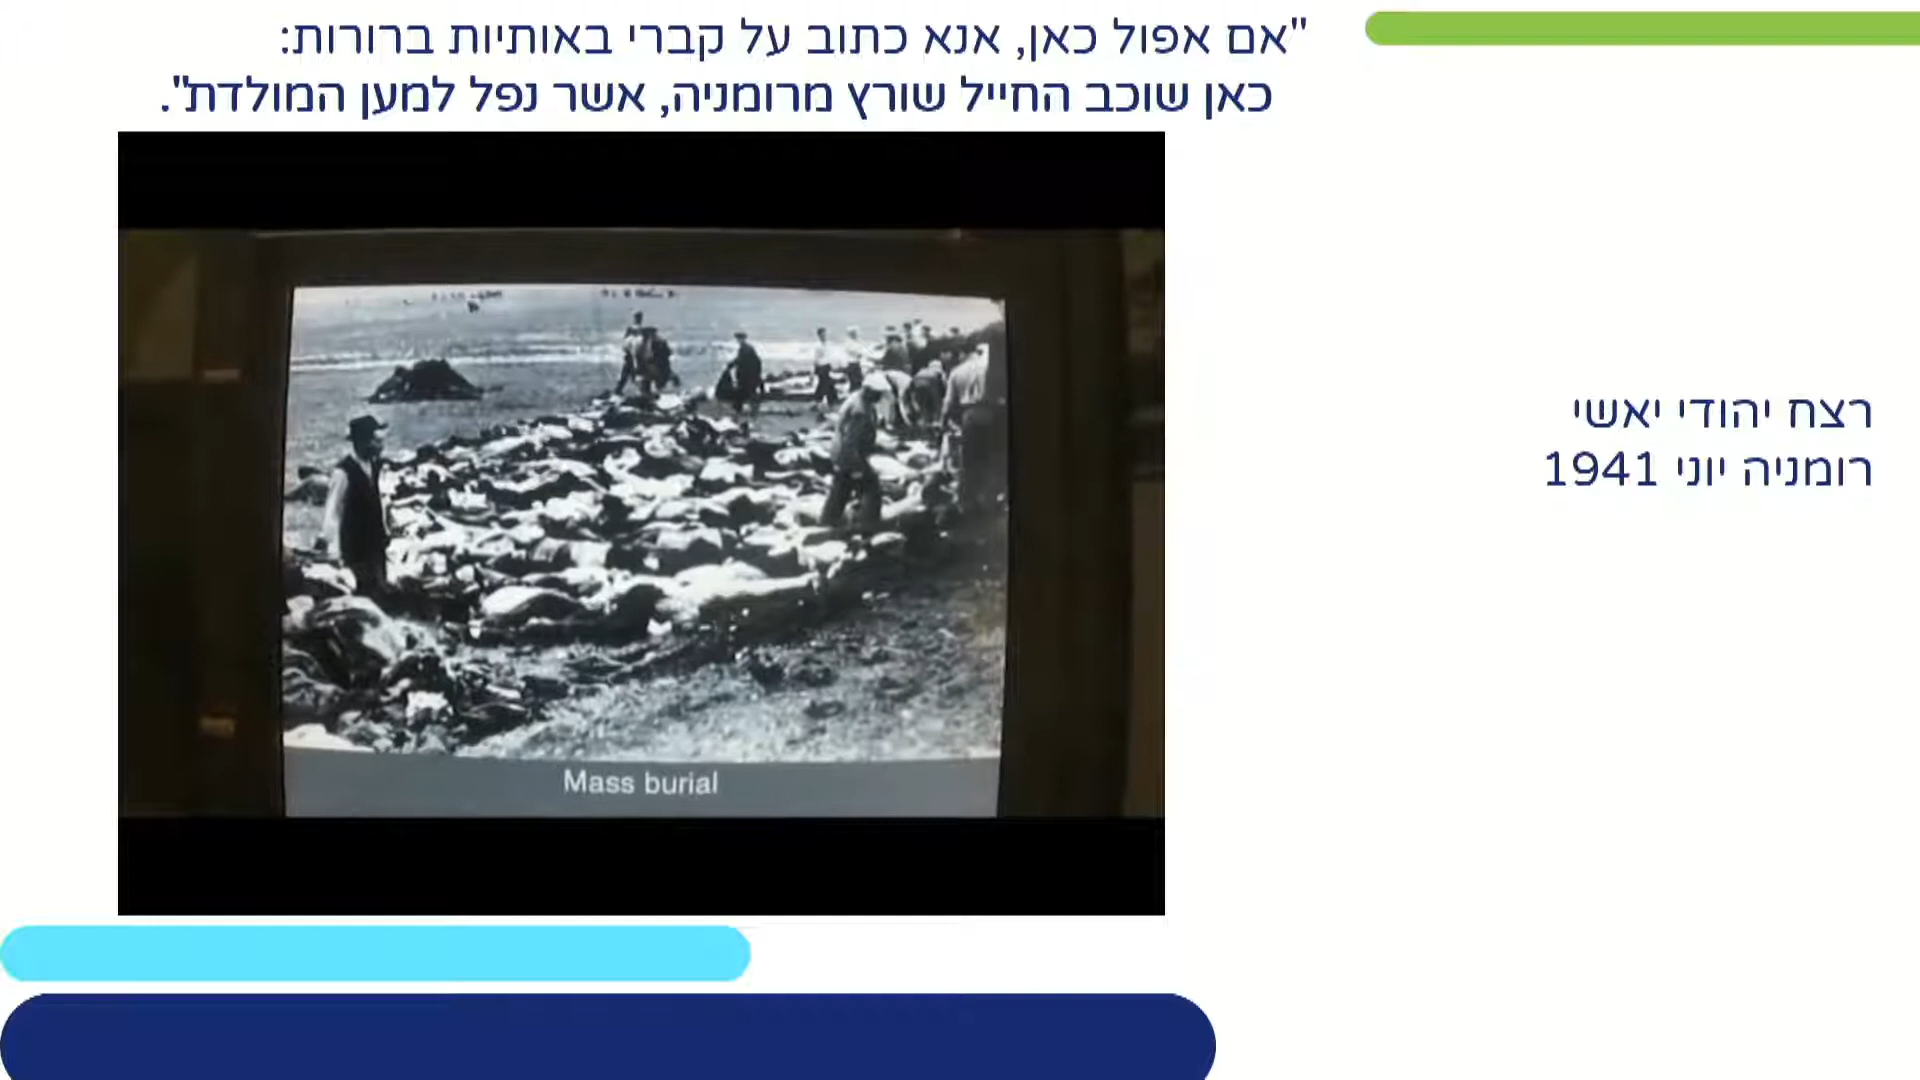 "אם אפול כאן, אנא כתוב על קברי באותיות ברורות:
כאן שוכב החייל שורץ מרומניה, אשר נפל למען המולדת".
רצח יהודי יאשי
רומניה יוני 1941
Mass burial